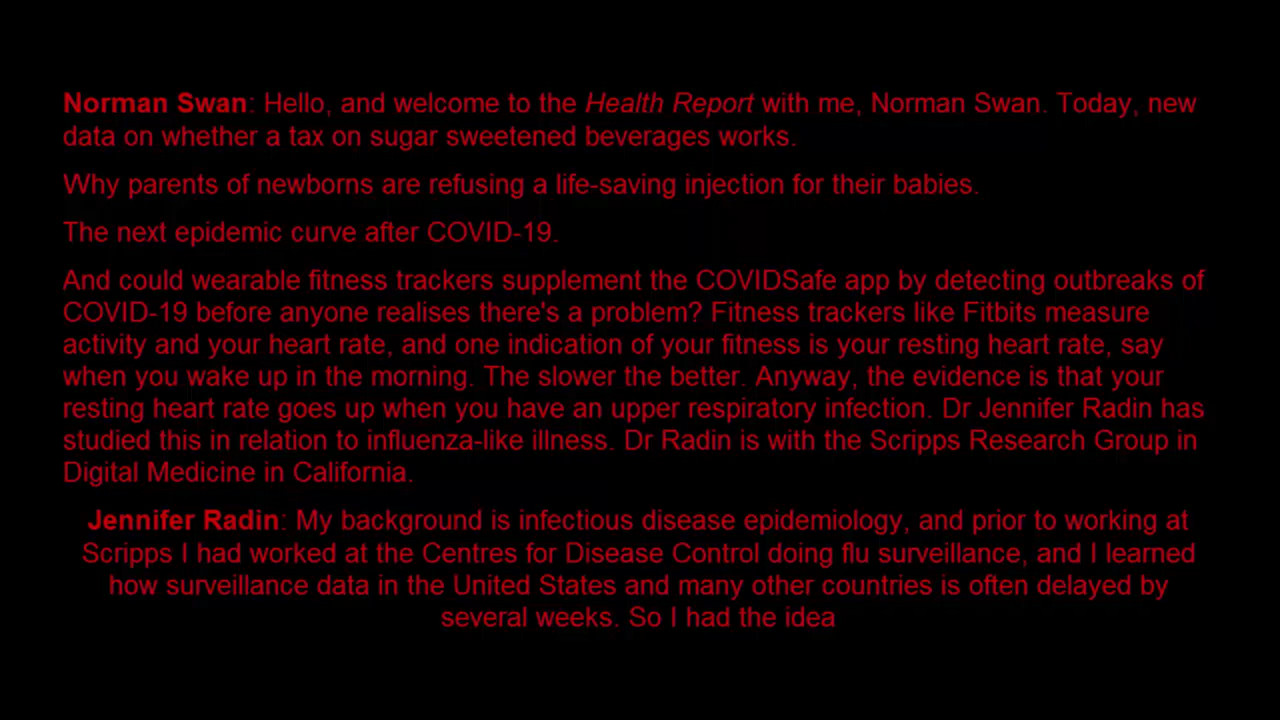 Norman Swan: Hello, and welcome to the Health Report with me, Norman Swan. Today, new
data on whether a tax on sugar sweetened beverages works.
Why parents of newborns are refusing a life-saving injection for their babies.
The next epidemic curve after COVID-19.
And could wearable fitness trackers supplement the COVIDSafe app by detecting outbreaks of
COVID-19 before anyone realises there's a problem? Fitness trackers like Fitbits measure
activity and your heart rate, and one indication of your fitness is your resting heart rate, say
when you wake up in the morning. The slower the better. Anyway, the evidence is that your
resting heart rate goes up when you have an upper respiratory infection. Dr Jennifer Radin has
studied this in relation to influenza-like illness. Dr Radin is with the Scripps Research Group in
Digital Medicine in California.
Jennifer Radin: My background is infectious disease epidemiology, and prior to working at
Scripps I had worked at the Centres for Disease Control doing flu surveillance, and I learned
how surveillance data in the United States and many other countries is often delayed by
several weeks. So I had the idea